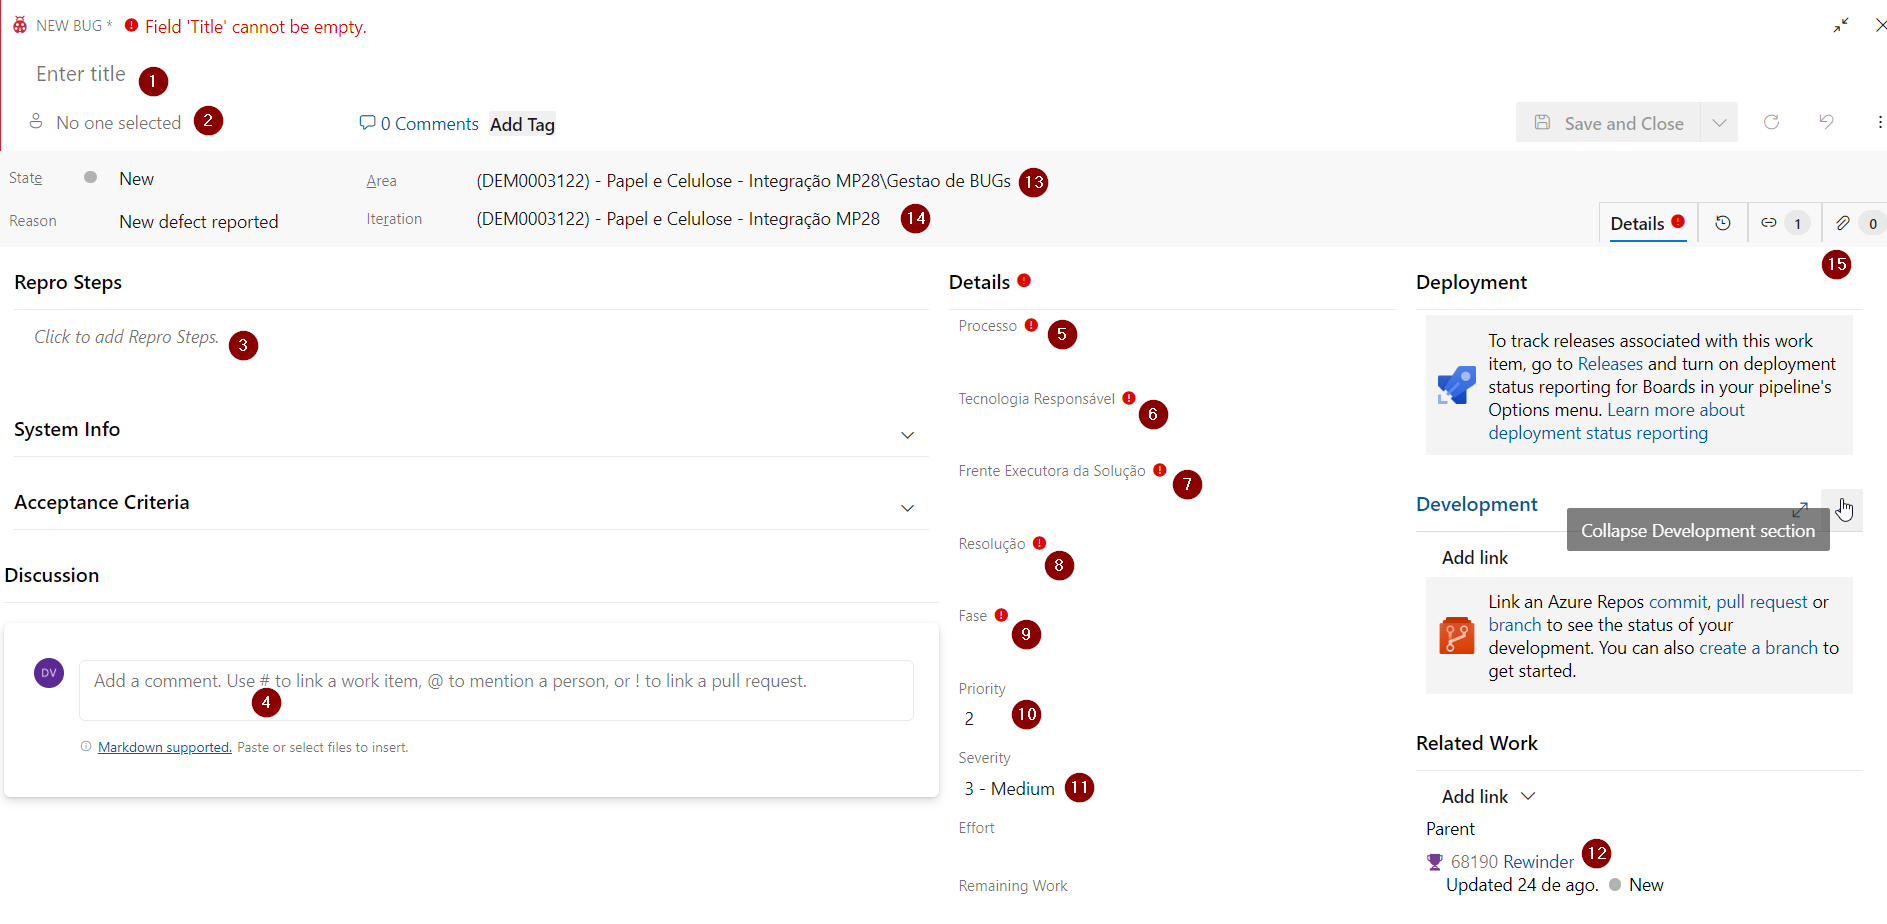 NEW BUG * Field 'Title' cannot be empty.
Enter title 1
No one selected 2
0 Comments Add Tag
Save and Close
State New
Reason New defect reported
Area (DEM0003122) - Papel e Celulose - Integração MP28\Gestao de BUGs 13
Iteration (DEM0003122) - Papel e Celulose - Integração MP28 14
Details 1 0
15
Repro Steps
Click to add Repro Steps. 3
System Info
Acceptance Criteria
Discussion
DV
Add a comment. Use # to link a work item, @ to mention a person, or ! to link a pull request.
4
Markdown supported. Paste or select files to insert.
Details
Processo 5
Tecnologia Responsável 6
Frente Executora da Solução 7
Resolução 8
Fase 9
Priority
2 10
Severity
3 - Medium 11
Effort
Remaining Work
Deployment
To track releases associated with this work
item, go to Releases and turn on deployment
status reporting for Boards in your pipeline's
Options menu. Learn more about
deployment status reporting
Development
Collapse Development section
Add link
Link an Azure Repos commit, pull request or
branch to see the status of your
development. You can also create a branch to
get started.
Related Work
Add link
Parent
68190 Rewinder 12
Updated 24 de ago. New